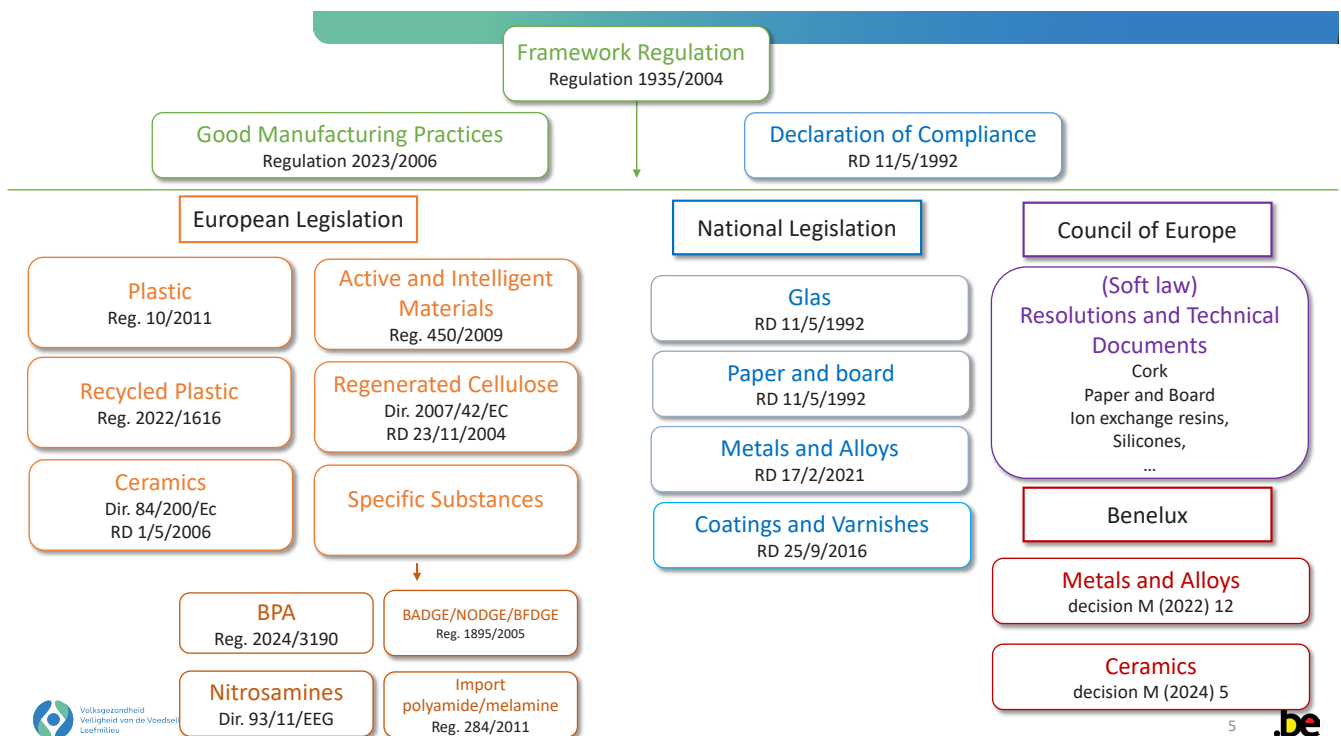 Framework Regulation
Regulation 1935/2004
Good Manufacturing Practices
Regulation 2023/2006
Declaration of Compliance
RD 11/5/1992
European Legislation
Plastic
Reg. 10/2011
Active and Intelligent
Materials
Reg. 450/2009
Recycled Plastic
Reg. 2022/1616
Regenerated Cellulose
Dir. 2007/42/EC
RD 23/11/2004
Ceramics
Dir. 84/200/Ec
RD 1/5/2006
Specific Substances
BPA
Reg. 2024/3190
BADGE/NODGE/BFDGE
Reg. 1895/2005
Nitrosamines
Dir. 93/11/EEG
Import
polyamide/melamine
Reg. 284/2011
National Legislation
Glas
RD 11/5/1992
Paper and board
RD 11/5/1992
Metals and Alloys
RD 17/2/2021
Coatings and Varnishes
RD 25/9/2016
Council of Europe
(Soft law)
Resolutions and Technical
Documents
Cork
Paper and Board
Ion exchange resins,
Silicones,
...
Benelux
Metals and Alloys
decision M (2022) 12
Ceramics
decision M (2024) 5
Volksgezondheid
Veiligheid van de Voedsel
Leefmilieu
5
.be